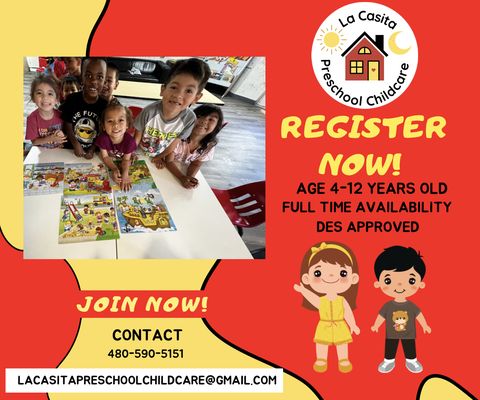 La Casita
Preschool Childcare
REGISTER
NOW!
AGE 4-12 YEARS OLD
FULL TIME AVAILABILITY
DES APPROVED
JOIN NOW!
CONTACT
480-590-5151
LACASITAPRESCHOOLCHILDCARE@GMAIL.COM